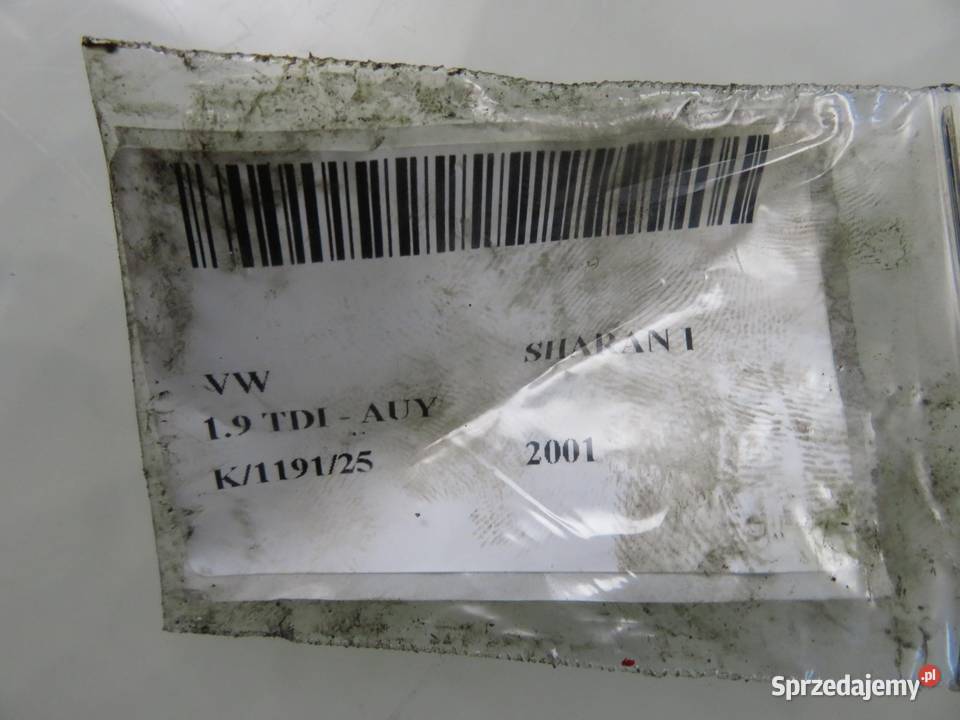 SHARAN I
VW
1.9 TDI - AUY
K/1191/25
2001
Sprzedajemy.pl